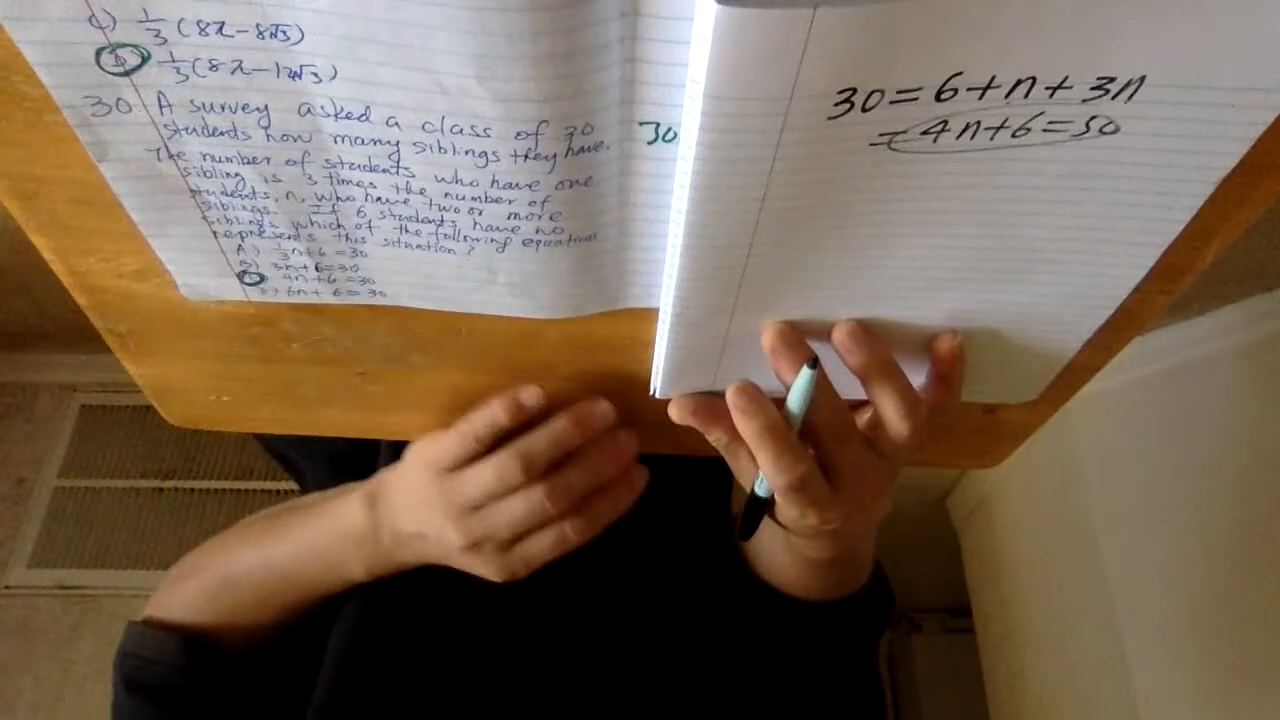 c) 1/3 (8π - 8√3)
D) 1/3 (8π - 12√3)
30 A survey asked a class of 30
students how many siblings they have.
The number of students who have one
sibling is 3 times the number of
students, n, who have two or more
siblings. If 6 students have no
siblings which of the following equations
represents this situation?
A) 1/3n+6 =30
B) 3n+6=30
4n+6 =30
D) 6n+6=30
30
30=6+n+3n
=4n+6=30